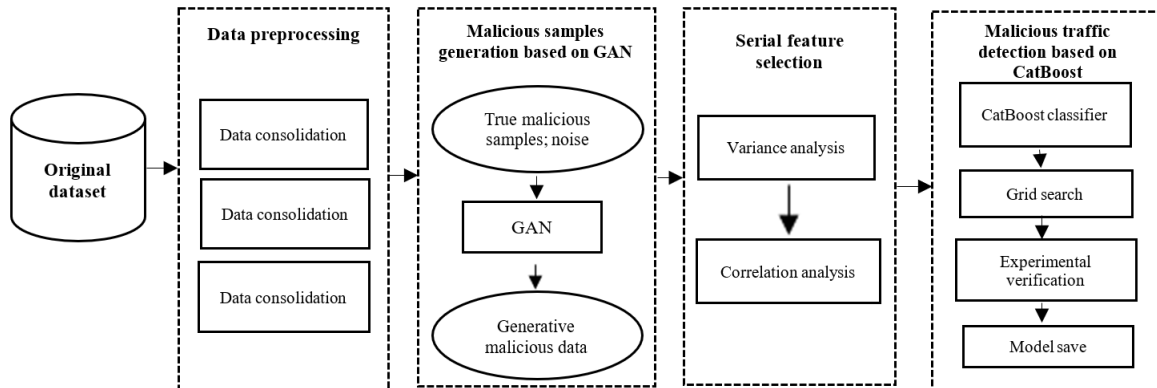 Original
dataset
Data preprocessing
Data consolidation
Data consolidation
Data consolidation
Malicious samples
generation based on GAN
True malicious
samples; noise
GAN
Generative
malicious data
Serial feature
selection
Variance analysis
Correlation analysis
Malicious traffic
detection based on
CatBoost
CatBoost classifier
Grid search
Experimental
verification
Model save